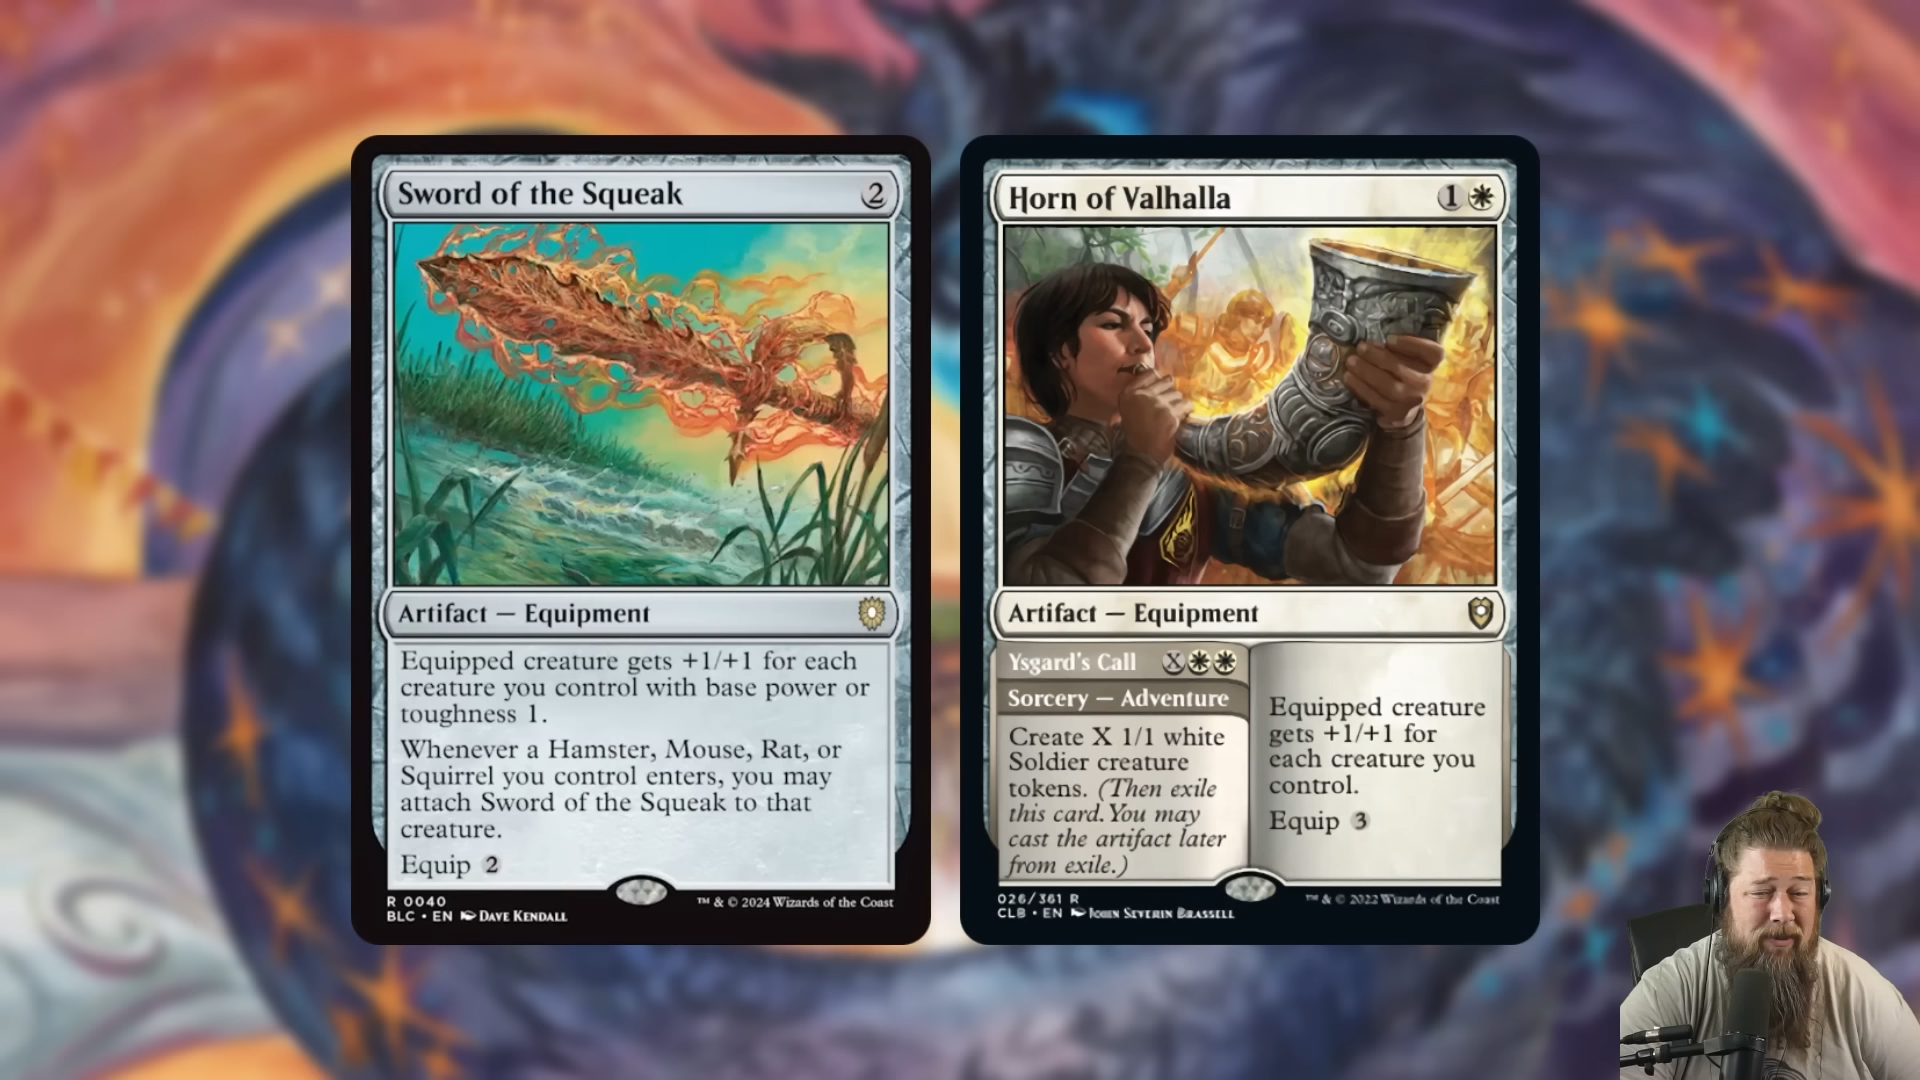 Sword of the Squeak 2
Artifact — Equipment
Equipped creature gets +1/+1 for each
creature you control with base power or
toughness 1.
Whenever a Hamster, Mouse, Rat, or
Squirrel you control enters, you may
attach Sword of the Squeak to that
creature.
Equip 2
R 0040
BLC • EN DAVE KENDALL
™ & © 2024 Wizards of the Coast
Horn of Valhalla 1
Artifact — Equipment
Ysgard's Call X
Sorcery — Adventure
Create X 1/1 white
Soldier creature
tokens. (Then exile
this card. You may
cast the artifact later
from exile.)
Equipped creature
gets +1/+1 for
each creature you
control.
Equip 3
026/361 R
CLB • EN JOHN SEVERIN BRASSELL
™ & © 2022 Wizards of the Coast